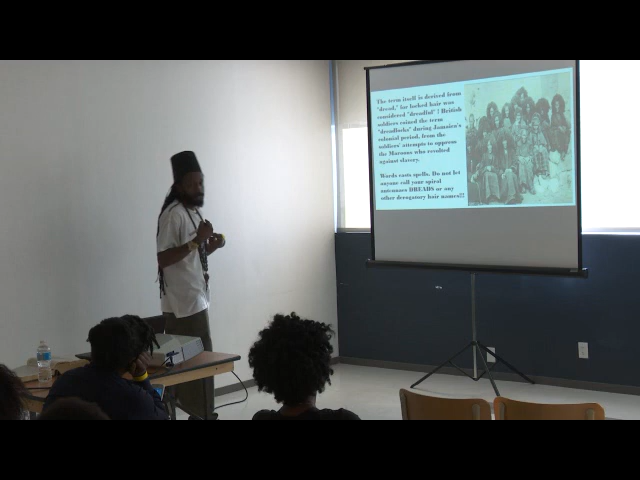 The term itself is derived from
"dread," for locked hair was
considered "dreadful" | British
soldiers coined the term
"dreadlocks" during Jamaica's
colonial period, from the
soldiers' attempts to oppress
the Maroons who revolted
against slavery.
Words casts spells. Do not let
anyone call your spiral
antennaes DREADS or any
other derogatory hair names!!!